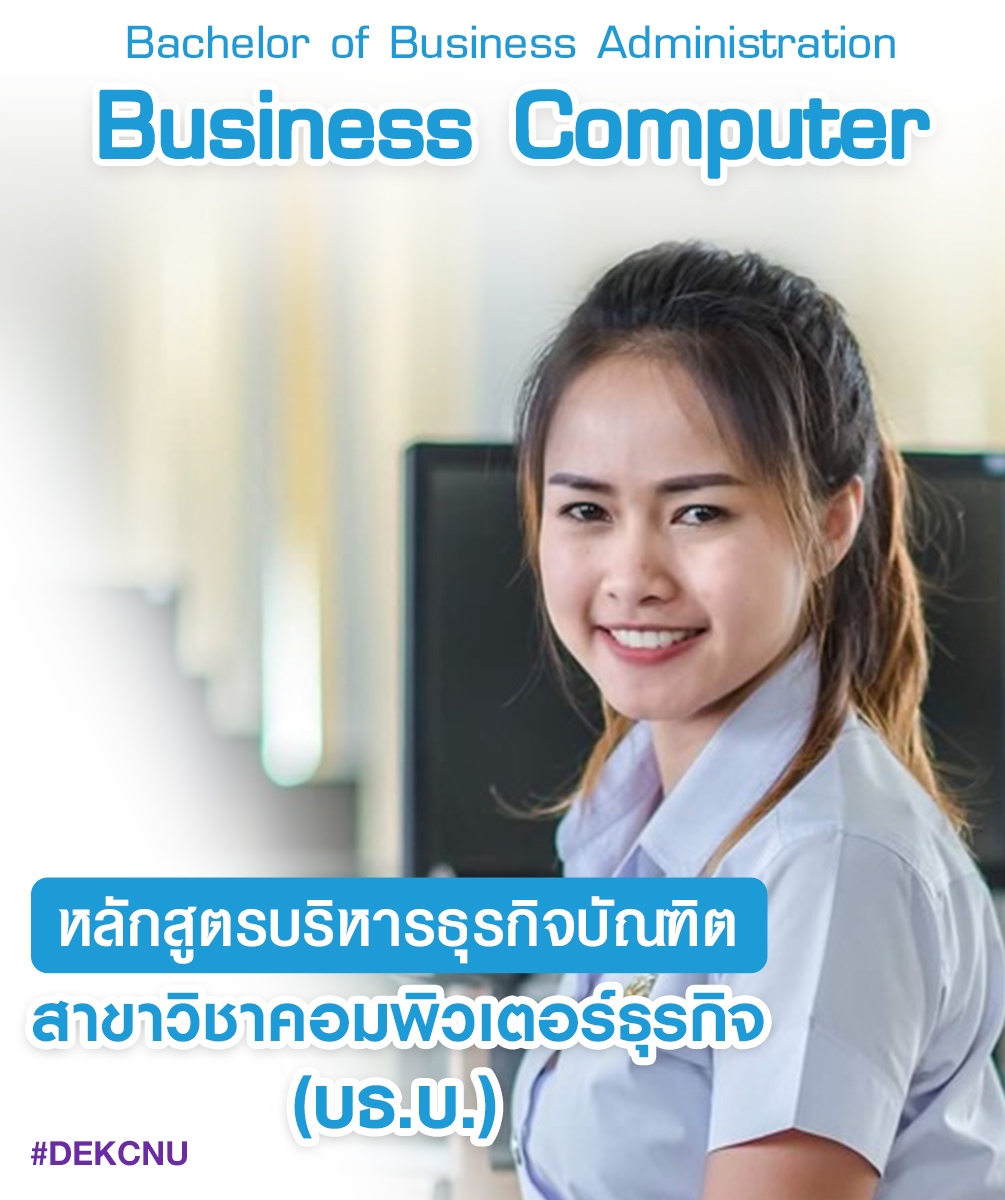 Bachelor of Business Administration
Business Computer
หลักสูตรบริหารธุรกิจบัณฑิต
สาขาวิชาคอมพิวเตอร์ธุรกิจ
(บธ.บ.)
#DEKCNU